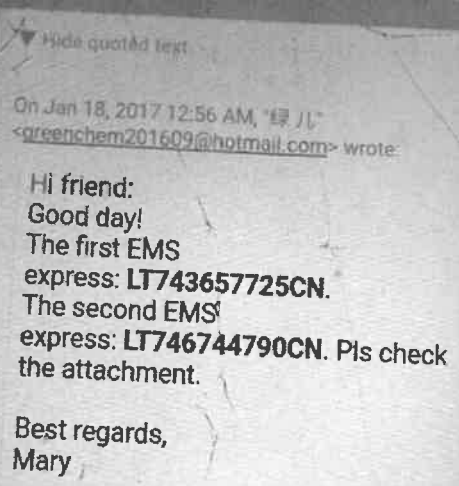 ▼ Hide quoted text
On Jan 18, 2017 12:56 AM, "绿 儿"
<greenchem201609@hotmail.com> wrote:
Hi friend:
Good day!
The first EMS
express: LT743657725CN.
The second EMS
express: LT746744790CN. Pls check
the attachment.
Best regards,
Mary